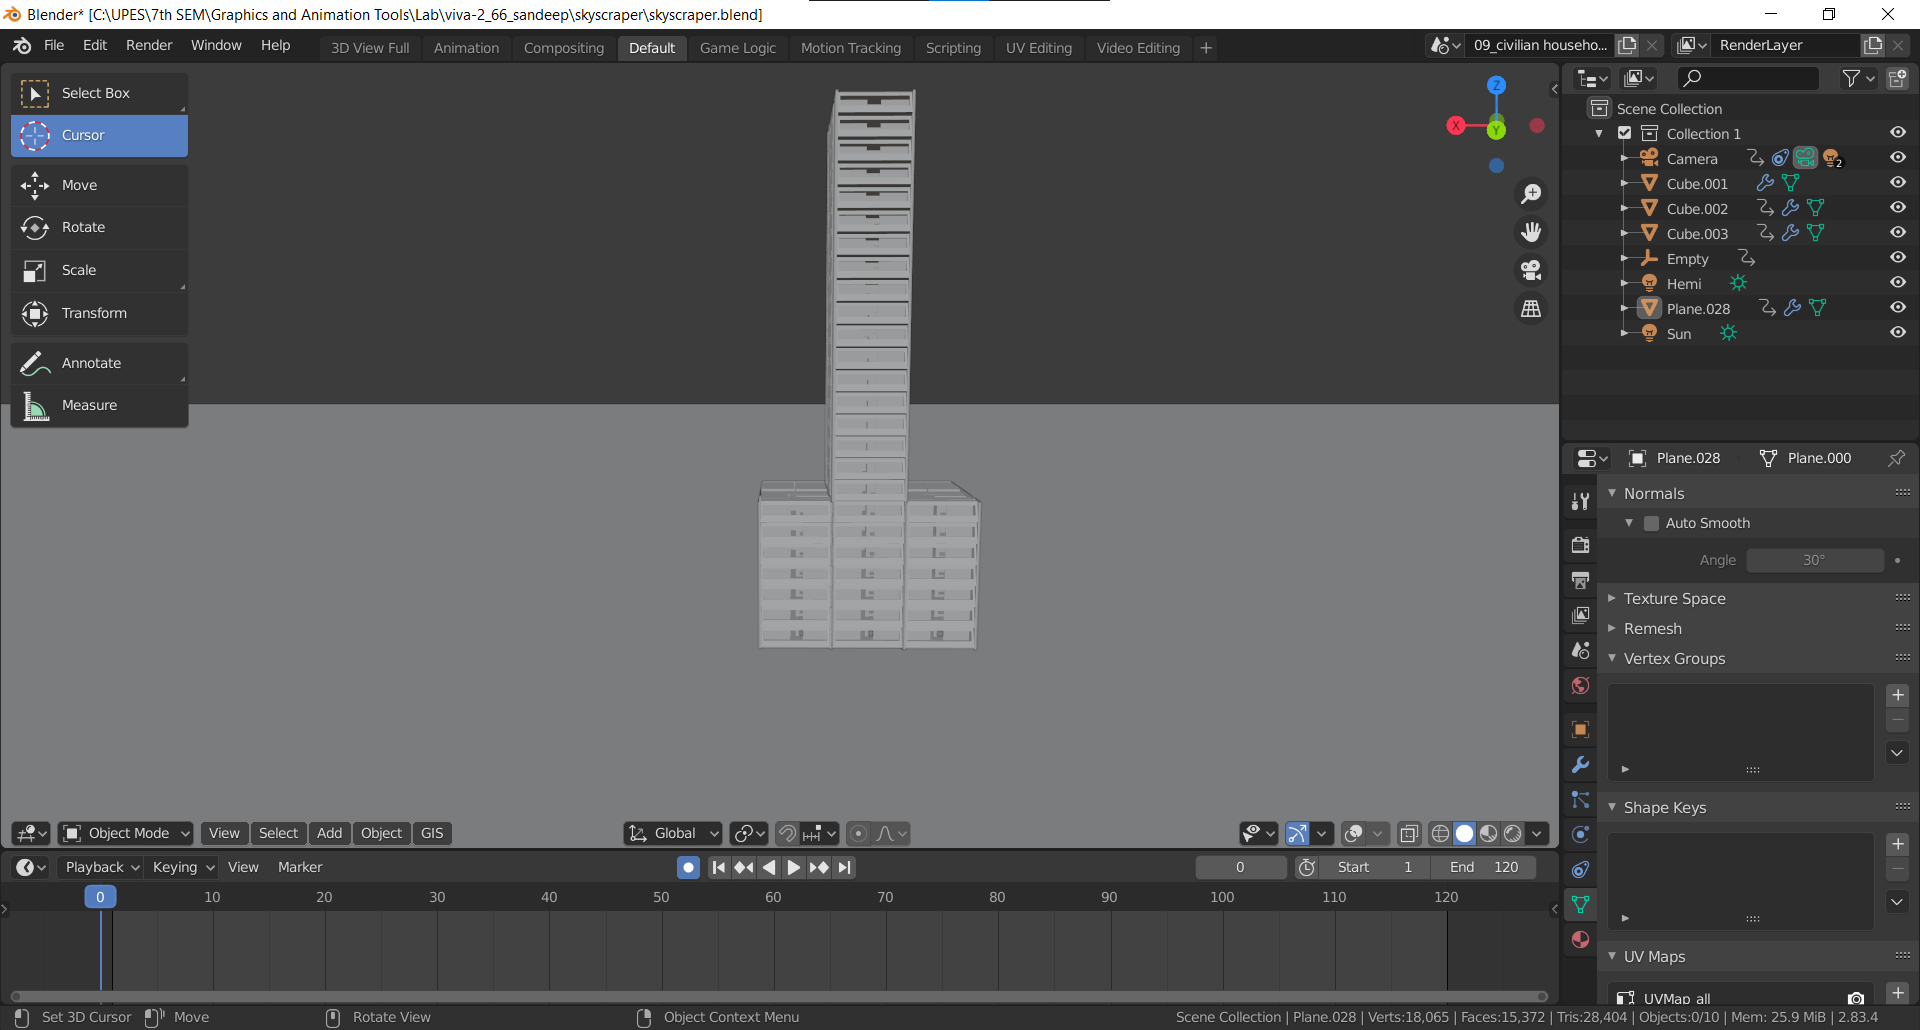 Blender* [C:\UPES\7th SEM\Graphics and Animation Tools\Lab\viva-2_66_sandeep\skyscraper\skyscraper.blend]
File Edit Render Window Help 3D View Full Animation Compositing Default Game Logic Motion Tracking Scripting UV Editing Video Editing + 09_civilian househo... RenderLayer
Select Box
Cursor
Move
Rotate
Scale
Transform
Annotate
Measure
Z
X
Y
Scene Collection
Collection 1
Camera 2
Cube.001
Cube.002
Cube.003
Empty
Hemi
Plane.028
Sun
Plane.028 Plane.000
Normals
Auto Smooth
Angle 30°
Texture Space
Remesh
Vertex Groups
Shape Keys
UV Maps
UVMap_all
Object Mode View Select Add Object GIS Global
Playback Keying View Marker 0 Start 1 End 120
0 10 20 30 40 50 60 70 80 90 100 110 120
Set 3D Cursor Move Rotate View Object Context Menu Scene Collection | Plane.028 | Verts:18,065 | Faces:15,372 | Tris:28,404 | Objects:0/10 | Mem: 25.9 MiB | 2.83.4